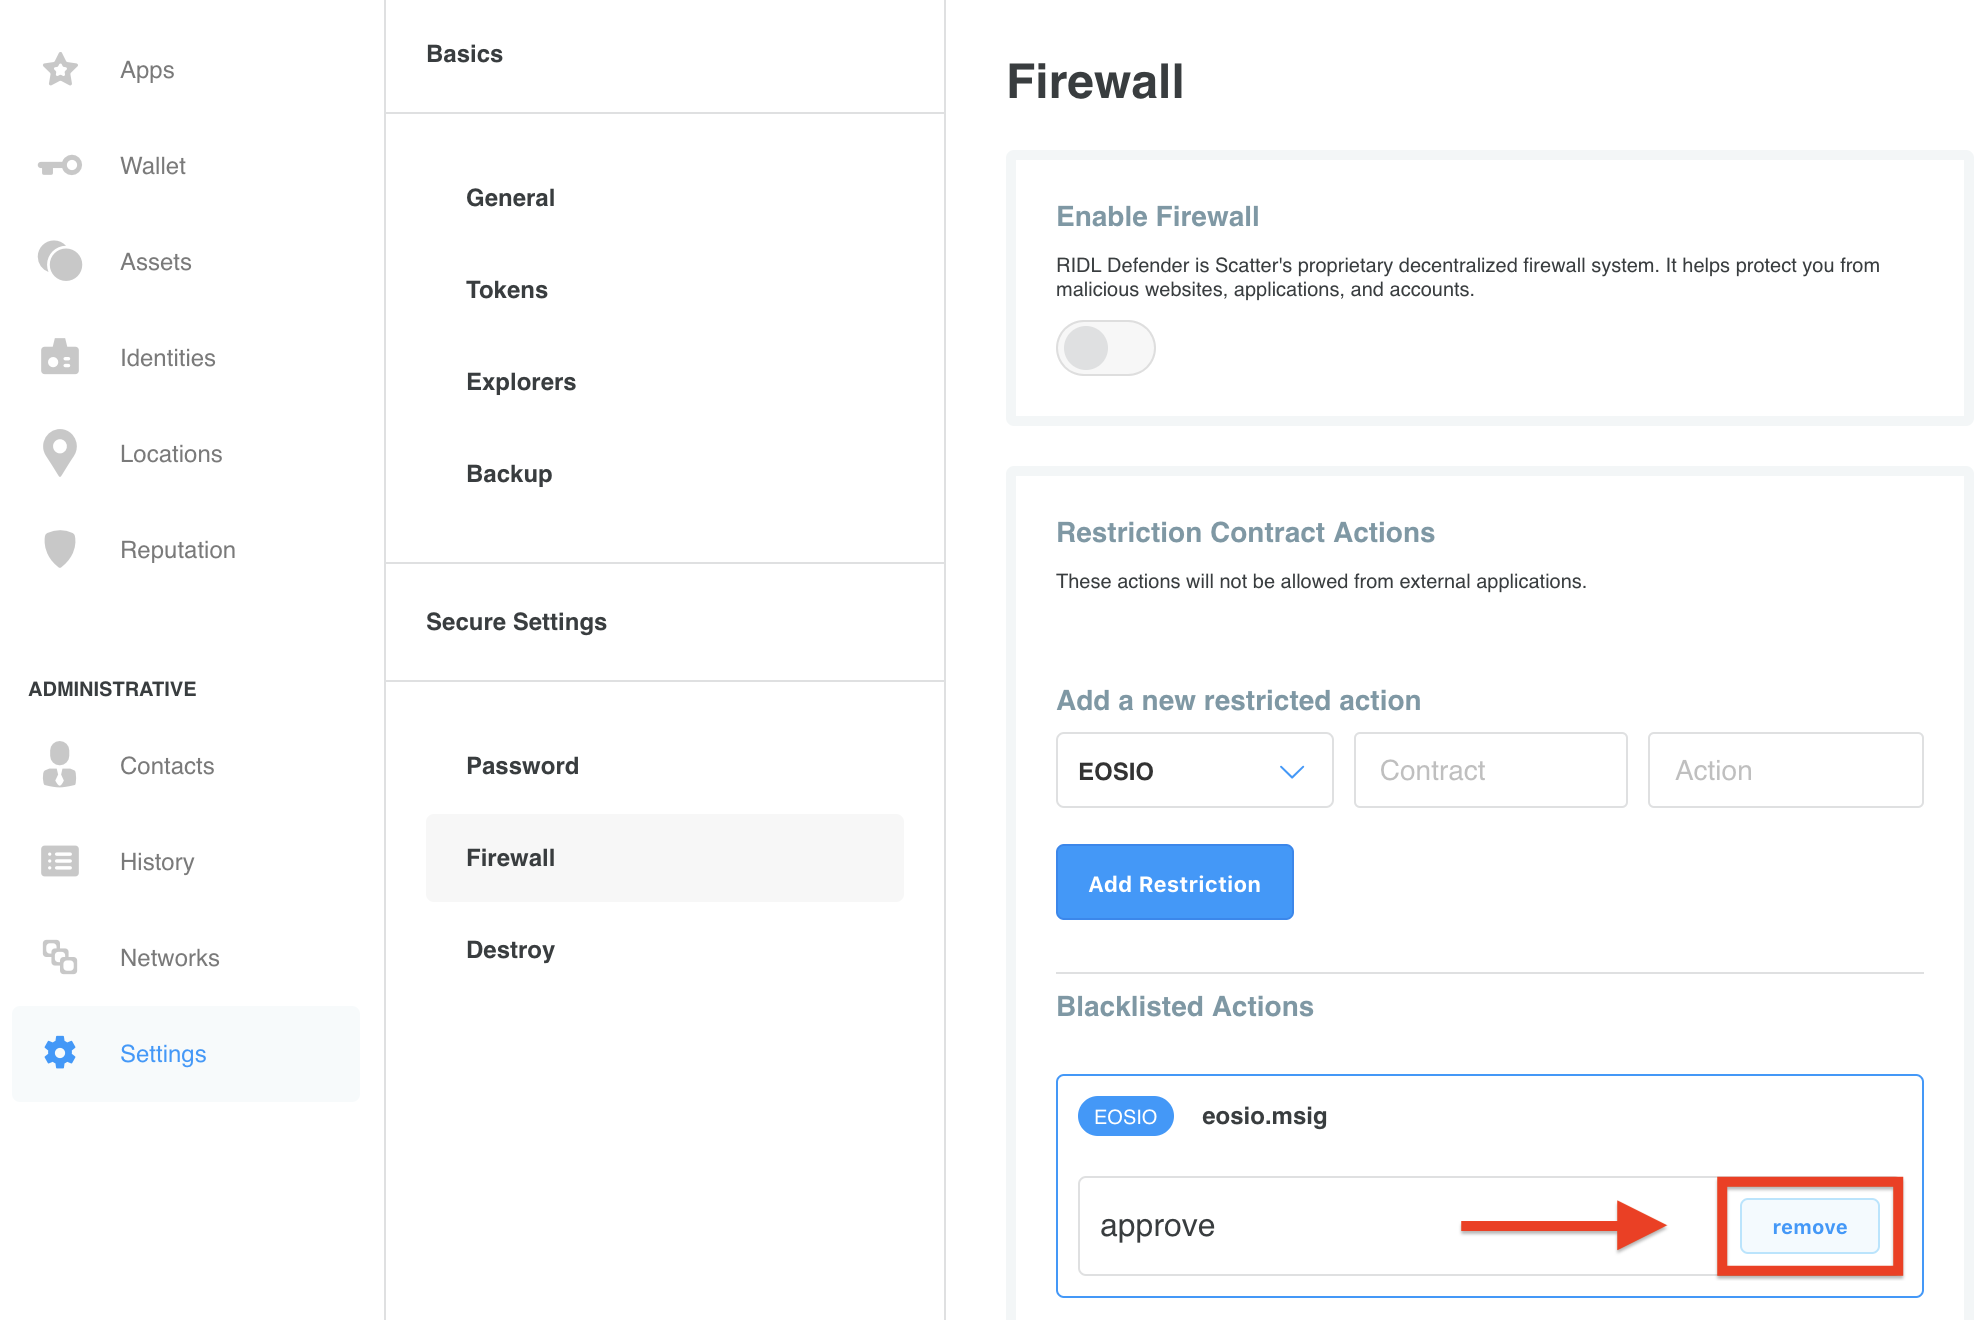 Apps
Wallet
Assets
Identities
Locations
Reputation
ADMINISTRATIVE
Contacts
History
Networks
Settings
Basics
General
Tokens
Explorers
Backup
Secure Settings
Password
Firewall
Destroy
Firewall
Enable Firewall
RIDL Defender is Scatter's proprietary decentralized firewall system. It helps protect you from
malicious websites, applications, and accounts.
Restriction Contract Actions
These actions will not be allowed from external applications.
Add a new restricted action
EOSIO Contract Action
Add Restriction
Blacklisted Actions
EOSIO eosio.msig
approve remove